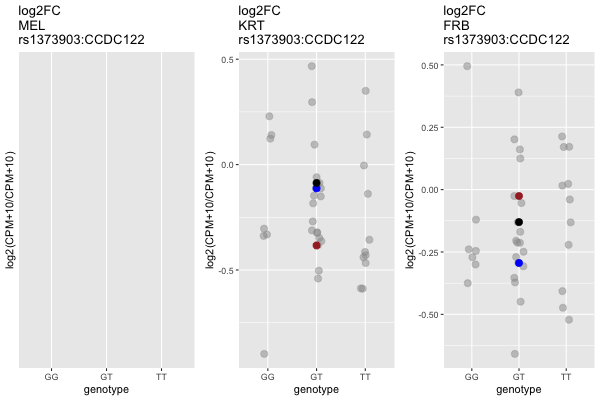 log2FC
MEL
rs1373903:CCDC122
log2(CPM+10/CPM+10)
GG GT TT
genotype
log2FC
KRT
rs1373903:CCDC122
log2(CPM+10/CPM+10)
0.5
0.0
-0.5
GG GT TT
genotype
log2FC
FRB
rs1373903:CCDC122
log2(CPM+10/CPM+10)
0.50
0.25
0.00
-0.25
-0.50
GG GT TT
genotype